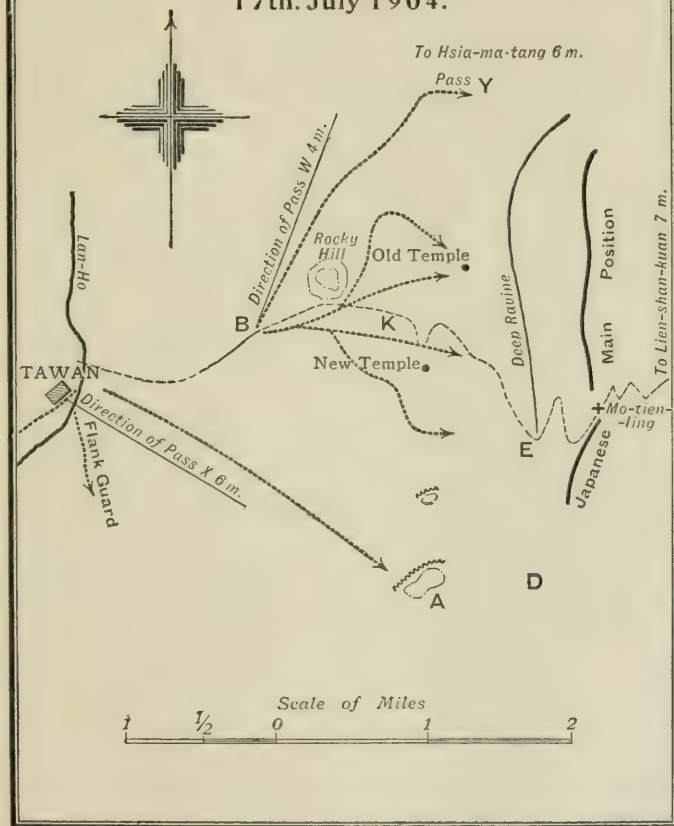 17th. July 1904.
To Hsia-ma-tang 6 m.
Pass Y
Direction of Pass W 4 m.
Lan-Ho
Rocky
Hill
Old Temple
B
K
New Temple
Deep Ravine
Main Position
To Lien-shan-kuan 7 m.
TAWAN
Direction of Pass X 6 m.
Flank Guard
Mo-tien-
-ling
E
Japanese
A
D
Scale of Miles
1 1/2 0 1 2